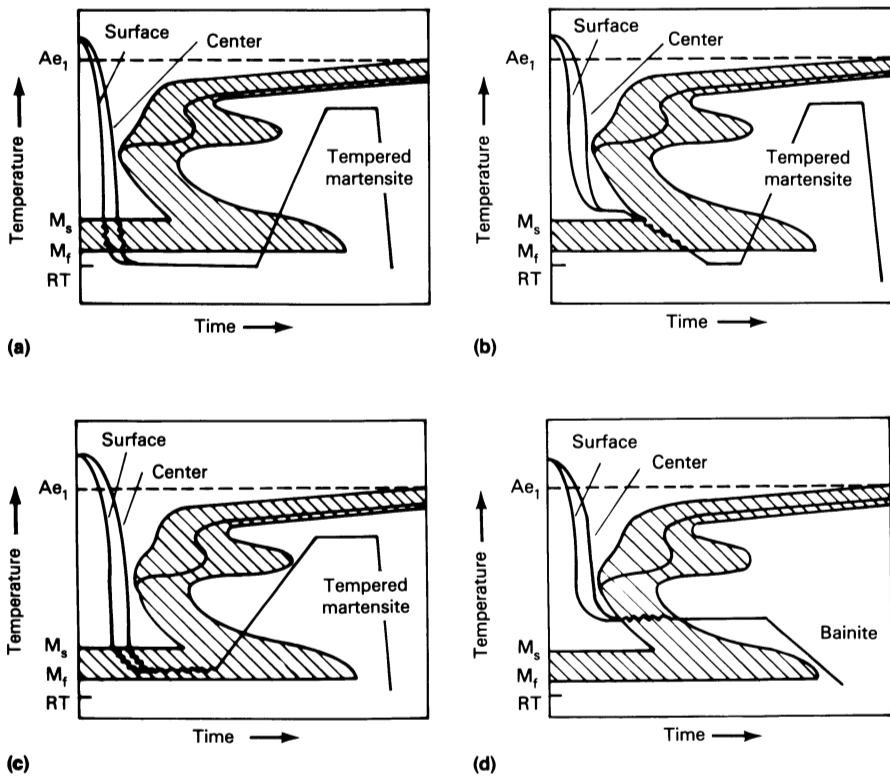 Surface
Center
Ae1
Temperature
Tempered
martensite
Ms
Mf
RT
Time
(a)
Surface
Center
Ae1
Temperature
Tempered
martensite
Ms
Mf
RT
Time
(b)
Surface
Center
Ae1
Temperature
Tempered
martensite
Ms
Mf
RT
Time
(c)
Surface
Center
Ae1
Temperature
Bainite
Ms
Mf
RT
Time
(d)